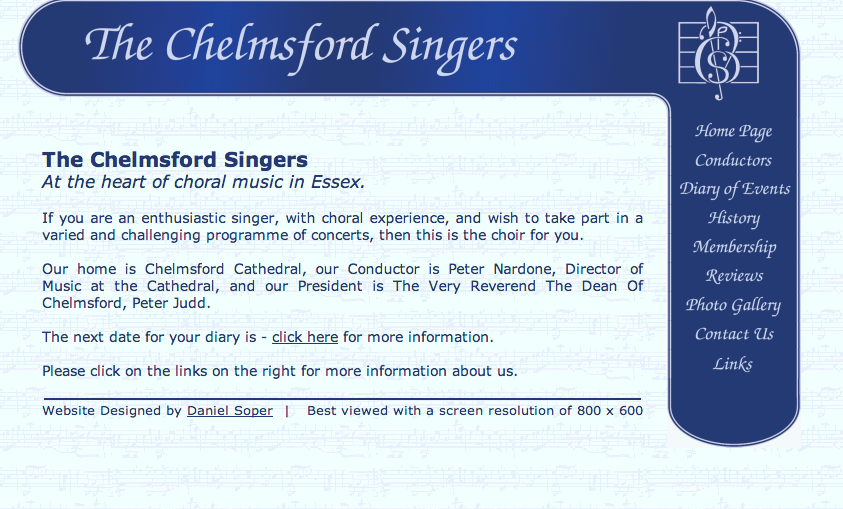 The Chelmsford Singers
Home Page
Conductors
Diary of Events
History
Membership
Reviews
Photo Gallery
Contact Us
Links
The Chelmsford Singers
At the heart of choral music in Essex.
If you are an enthusiastic singer, with choral experience, and wish to take part in a
varied and challenging programme of concerts, then this is the choir for you.
Our home is Chelmsford Cathedral, our Conductor is Peter Nardone, Director of
Music at the Cathedral, and our President is The Very Reverend The Dean Of
Chelmsford, Peter Judd.
The next date for your diary is - click here for more information.
Please click on the links on the right for more information about us.
Website Designed by Daniel Soper | Best viewed with a screen resolution of 800 x 600